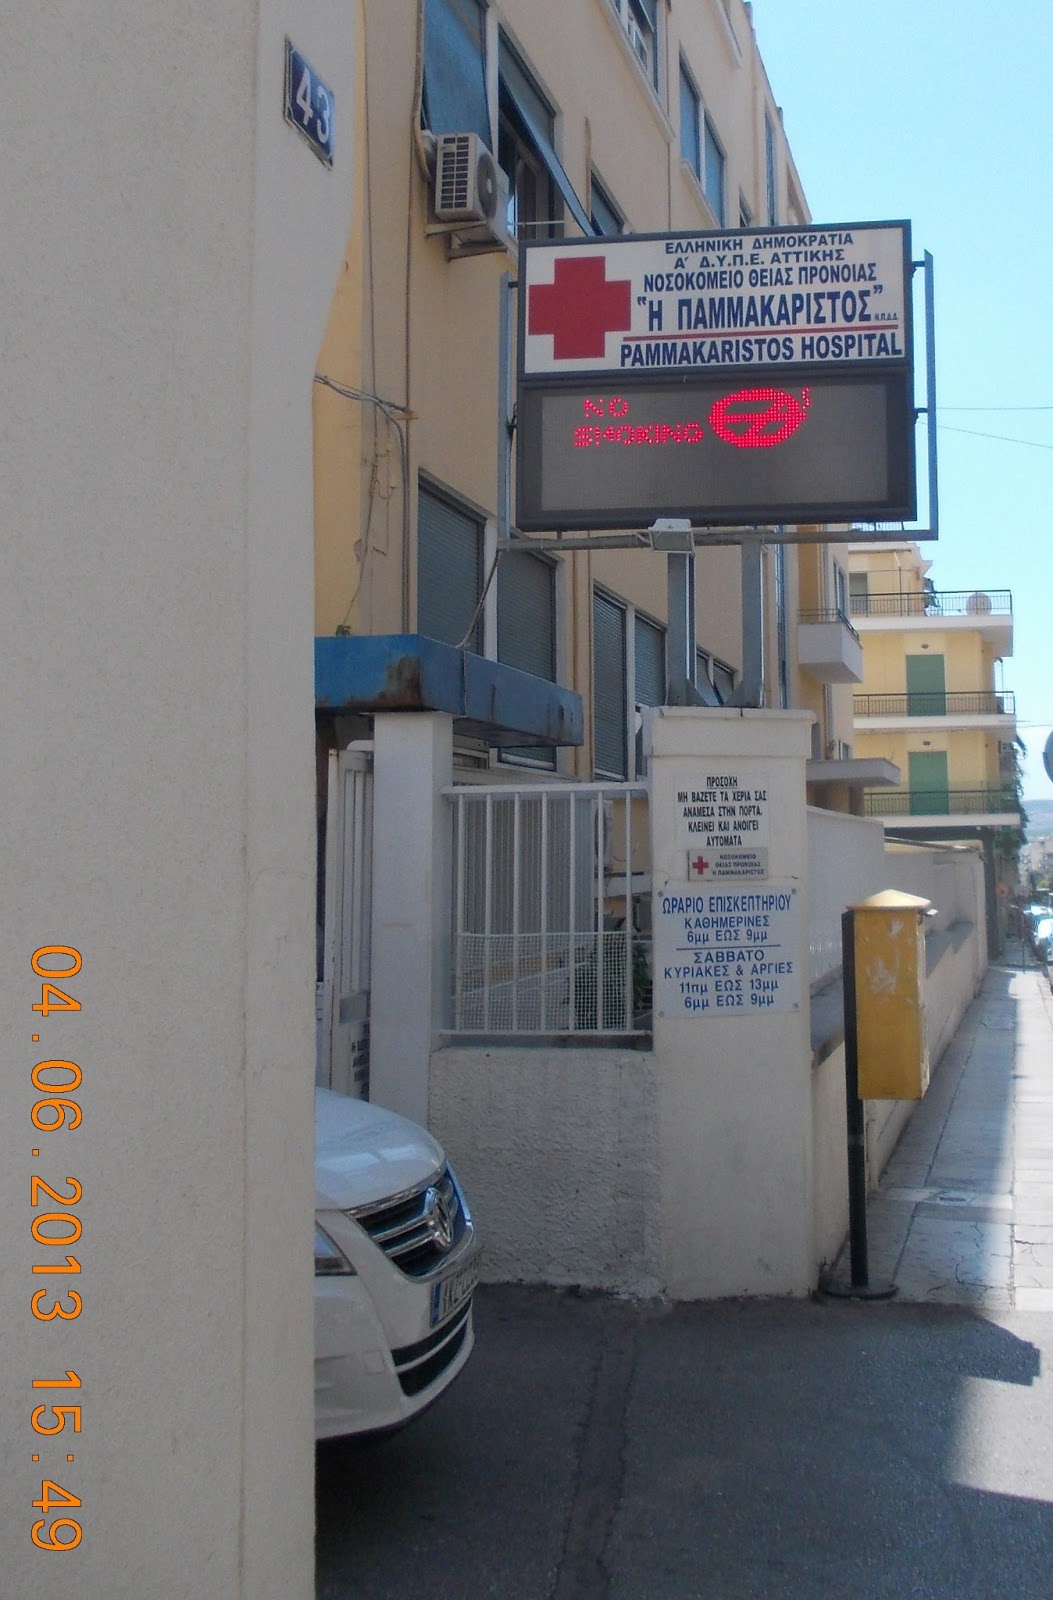 43
ΕΛΛΗΝΙΚΗ ΔΗΜΟΚΡΑΤΙΑ
Α΄ Δ.Υ.Π.Ε. ΑΤΤΙΚΗΣ
ΝΟΣΟΚΟΜΕΙΟ ΘΕΙΑΣ ΠΡΟΝΟΙΑΣ
"Η ΠΑΜΜΑΚΑΡΙΣΤΟΣ" Ν.Π.Δ.Δ.
PAMMAKARISTOS HOSPITAL
NO
SMOKING
ΠΡΟΣΟΧΗ
ΜΗ ΒΑΖΕΤΕ ΤΑ ΧΕΡΙΑ ΣΑΣ
ΑΝΑΜΕΣΑ ΣΤΗΝ ΠΟΡΤΑ.
ΚΛΕΙΝΕΙ ΚΑΙ ΑΝΟΙΓΕΙ
ΑΥΤΟΜΑΤΑ
ΝΟΣΟΚΟΜΕΙΟ
ΘΕΙΑΣ ΠΡΟΝΟΙΑΣ
Η ΠΑΜΜΑΚΑΡΙΣΤΟΣ
ΩΡΑΡΙΟ ΕΠΙΣΚΕΠΤΗΡΙΟΥ
ΚΑΘΗΜΕΡΙΝΕΣ
6μμ ΕΩΣ 9μμ
ΣΑΒΒΑΤΟ
ΚΥΡΙΑΚΕΣ & ΑΡΓΙΕΣ
11πμ ΕΩΣ 13μμ
6μμ ΕΩΣ 9μμ
04.06.2013 15:49